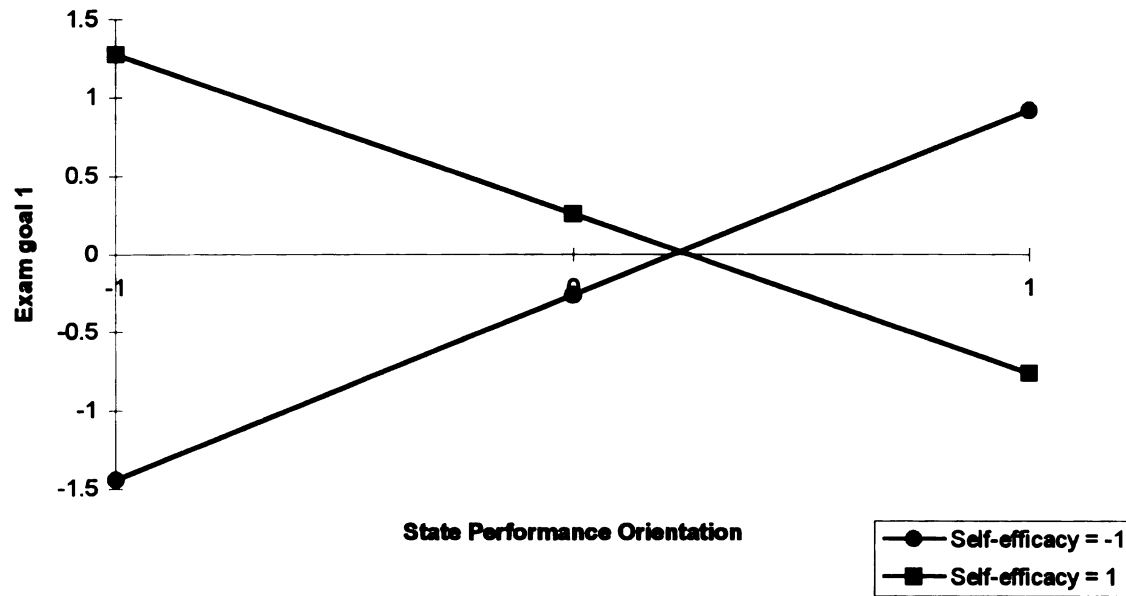 1.5
1
0.5
0
-0.5
-1
-1.5
-1
0
1
Exam goal 1
State Performance Orientation
Self-efficacy = -1
Self-efficacy = 1